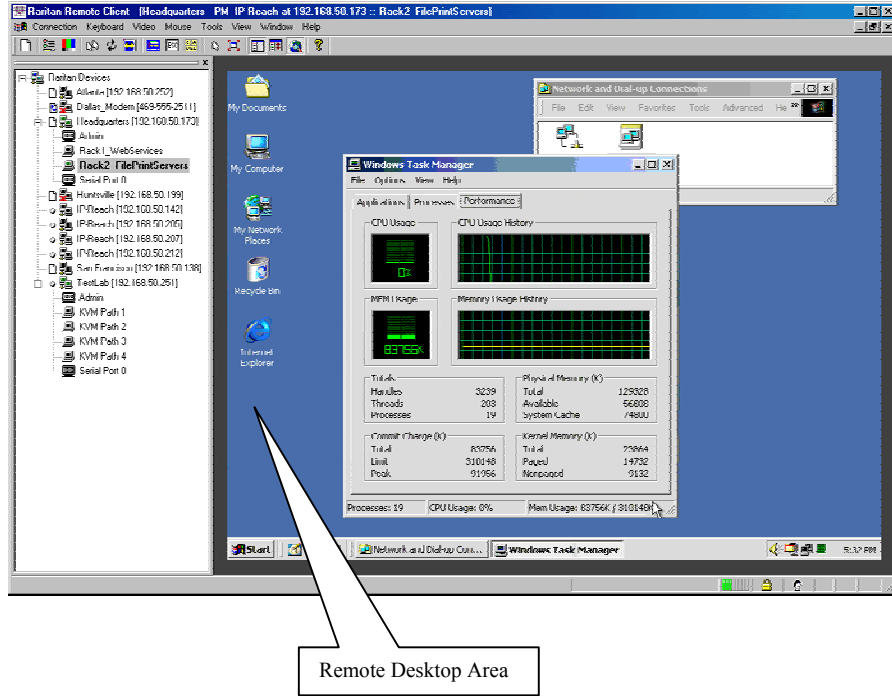 Raritan Remote Client [Headquarters PM IP Reach at 192.168.50.173 :: Rack2_FilePrintServers]
Connection Keyboard Video Mouse Tools View Window Help
Raritan Devices
Atlanta [192.168.50.252]
Dallas_Modem [469-555-2511]
Headquarters [192.168.50.173]
Admin
Rack1_WebServices
Rack2_FilePrintServers
Serial Port 0
Huntsville [192.168.50.199]
IP-Reach [192.168.50.142]
IP-Reach [192.168.50.205]
IP-Reach [192.168.50.207]
IP-Reach [192.168.50.212]
San Francisco [192.168.50.138]
TestLab [192.168.50.251]
Admin
KVM Path 1
KVM Path 2
KVM Path 3
KVM Path 4
Serial Port 0
My Documents
My Computer
My Network
Places
Recycle Bin
Internet
Explorer
Network and Dial-up Connections
File Edit View Favorites Tools Advanced He »
Windows Task Manager
File Options View Help
Applications Processes Performance
CPU Usage
CPU Usage History
0%
MEM Usage
Memory Usage History
83756K
Totals
Handles 3239
Threads 203
Processes 19
Physical Memory (K)
Total 129328
Available 56808
System Cache 74800
Commit Charge (K)
Total 83756
Limit 310148
Peak 91956
Kernel Memory (K)
Total 23864
Paged 14732
Nonpaged 9132
Processes: 19 CPU Usage: 0% Mem Usage: 83756K / 310148K
Start
Network and Dial-up Con...
Windows Task Manager
5:32 PM
Remote Desktop Area